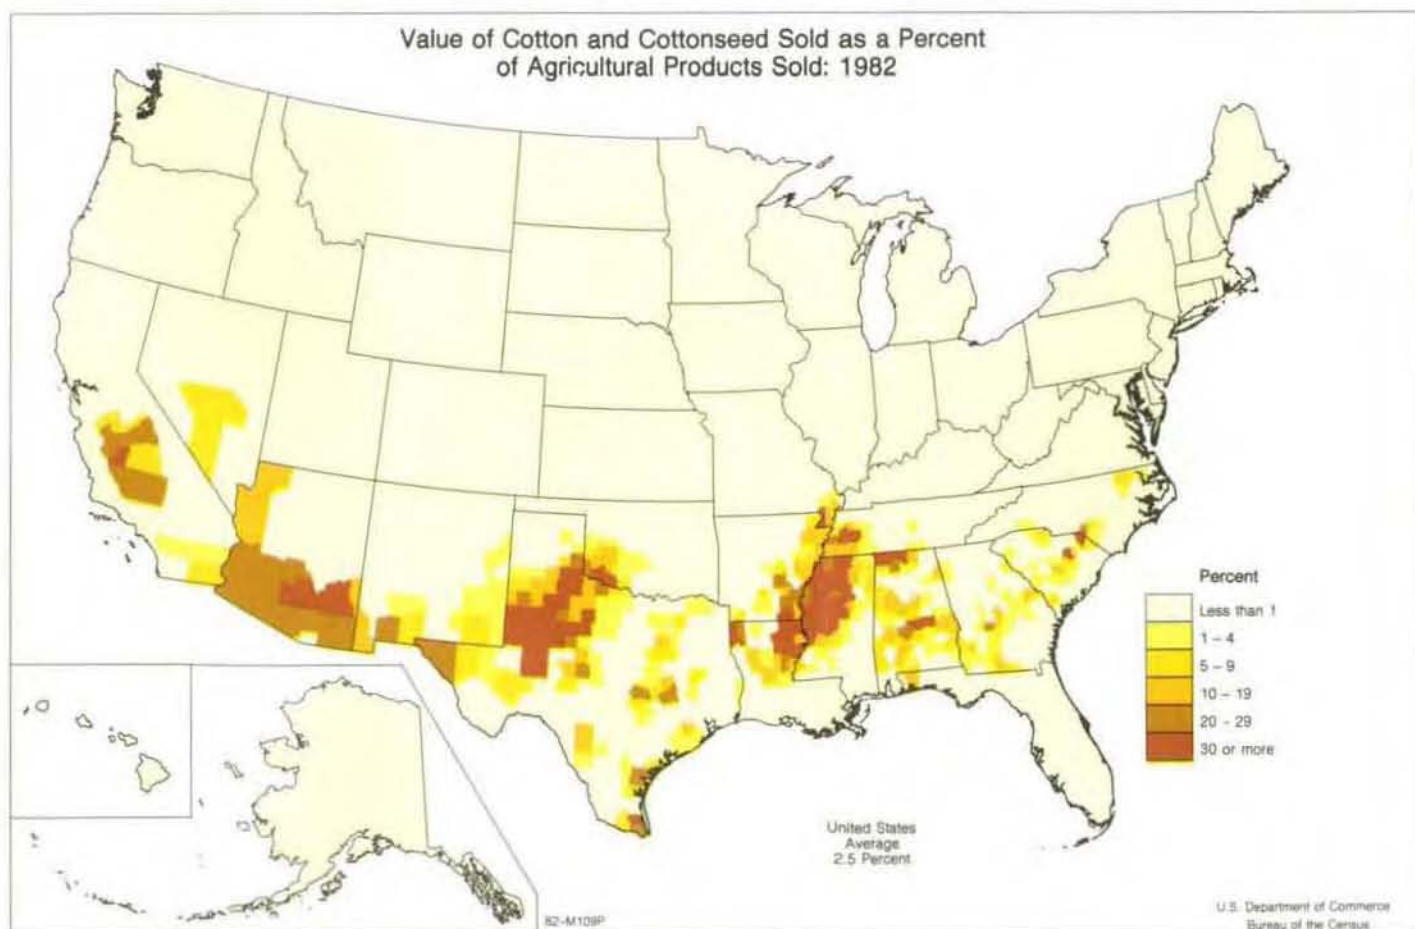 Value of Cotton and Cottonseed Sold as a Percent
of Agricultural Products Sold: 1982
Percent
Less than 1
1 – 4
5 – 9
10 – 19
20 – 29
30 or more
United States
Average
2.5 Percent
82-M109P
U.S. Department of Commerce
Bureau of the Census